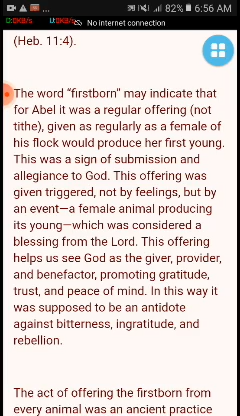 0:0KB/s U:0KB/s 82% 6:56 AM
No internet connection
(Heb. 11:4).
The word “firstborn” may indicate that
for Abel it was a regular offering (not
tithe), given as regularly as a female of
his flock would produce her first young.
This was a sign of submission and
allegiance to God. This offering was
given triggered, not by feelings, but by
an event—a female animal producing
its young—which was considered a
blessing from the Lord. This offering
helps us see God as the giver, provider,
and benefactor, promoting gratitude,
trust, and peace of mind. In this way it
was supposed to be an antidote
against bitterness, ingratitude, and
rebellion.
The act of offering the firstborn from
every animal was an ancient practice